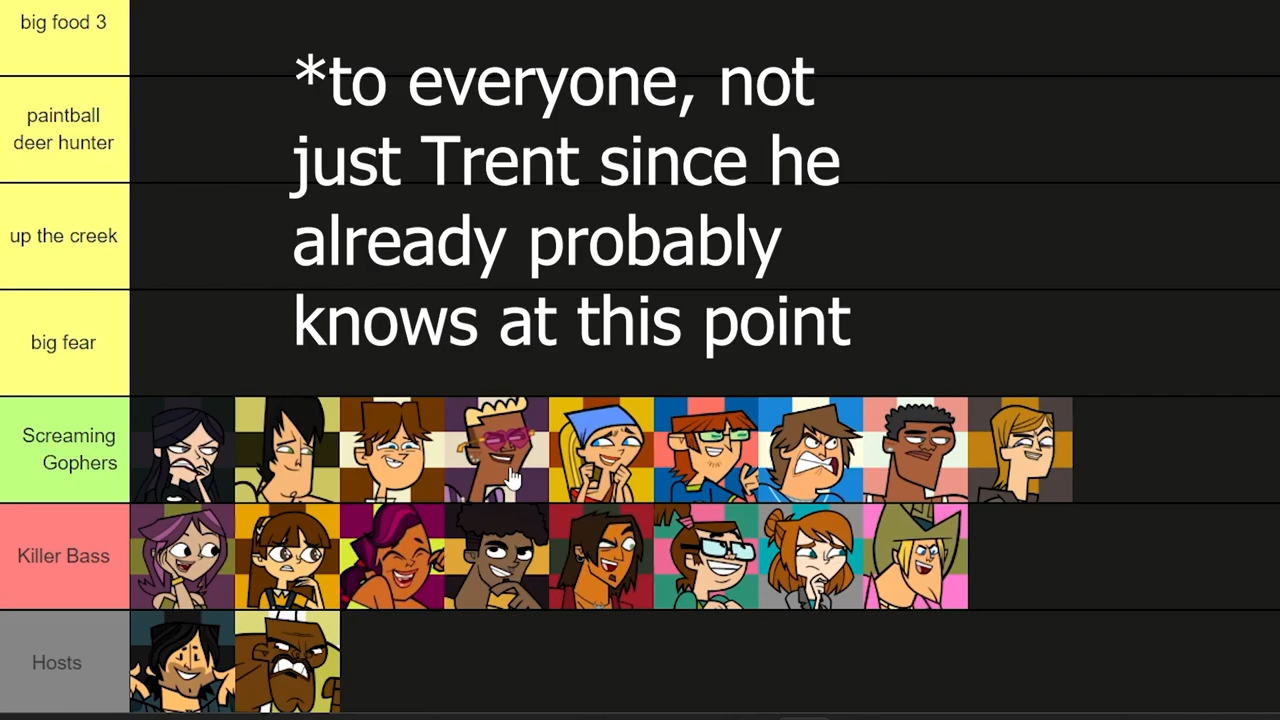 big food 3
*to everyone, not
just Trent since he
already probably
knows at this point
paintball
deer hunter
up the creek
big fear
Screaming
Gophers
Killer Bass
Hosts